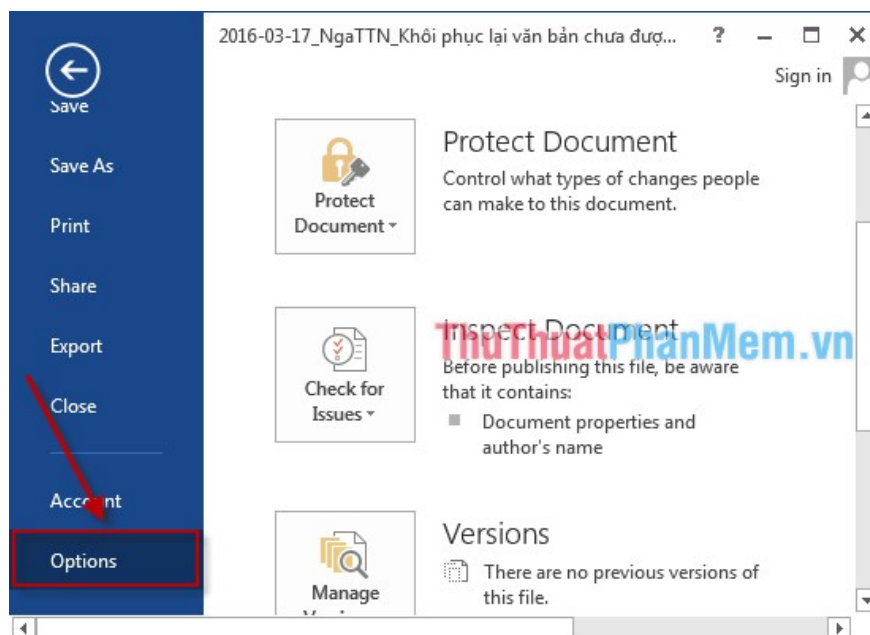 2016-03-17_NgaTTN_Khôi phục lại văn bản chưa đượ...
?
Sign in
Save
Save As
Print
Share
Export
Close
Account
Options
Protect
Document
Protect Document
Control what types of changes people
can make to this document.
Check for
Issues
Inspect Document
ThuThuatPhanMem.vn
Before publishing this file, be aware
that it contains:
Document properties and
author's name
Manage
Versions
There are no previous versions of
this file.